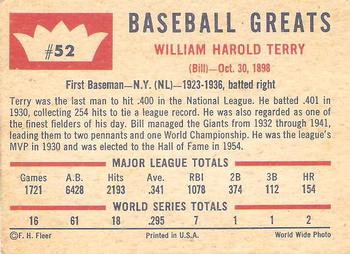 #52
BASEBALL GREATS
WILLIAM HAROLD TERRY
(Bill)—Oct. 30, 1898
First Baseman—N.Y. (NL)—1923-1936, batted right
Terry was the last man to hit .400 in the National League. He batted .401 in
1930, collecting 254 hits to tie a league record. He was also regarded as one of
the finest fielders of his day. Bill managed the Giants from 1932 through 1941,
leading them to two pennants and one World Championship. He was the league's
MVP in 1930 and was elected to the Hall of Fame in 1954.
MAJOR LEAGUE TOTALS
Games At Bat Hits Avg. RBI 2B 3B HR
1721 6428 2193 .341 1078 374 112 154
WORLD SERIES TOTALS
16 61 18 .295 7 1 1 2
©F. H. Fleer Printed in U.S.A. World Wide Photo